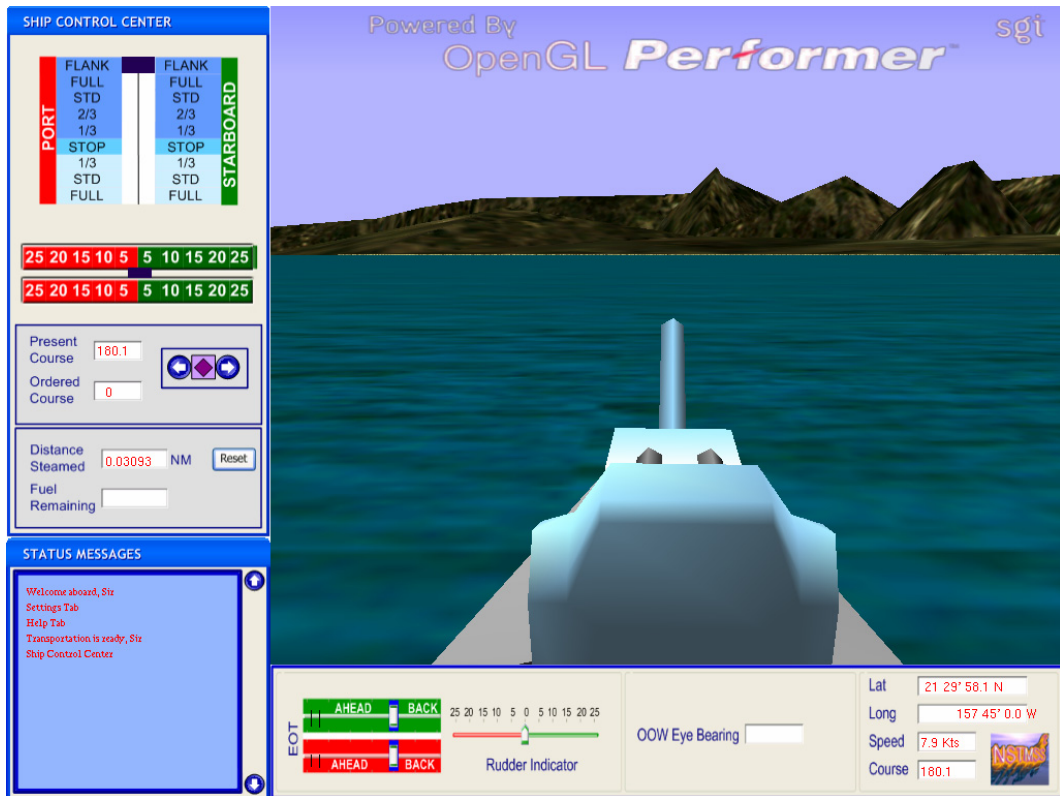 SHIP CONTROL CENTER
PORT
FLANK FLANK
FULL FULL
STD STD
2/3 2/3
1/3 1/3
STOP STOP
1/3 1/3
STD STD
FULL FULL
STARBOARD
25 20 15 10 5 5 10 15 20 25
25 20 15 10 5 5 10 15 20 25
Present
Course 180.1
Ordered
Course 0
Distance
Steamed 0.03093 NM Reset
Fuel
Remaining
STATUS MESSAGES
Welcome aboard, Sir
Settings Tab
Help Tab
Transportation is ready, Sir
Ship Control Center
Powered By
OpenGL Performer™
sgi
EOT
AHEAD BACK
AHEAD BACK
25 20 15 10 5 0 5 10 15 20 25
Rudder Indicator
OOW Eye Bearing
Lat 21 29' 58.1 N
Long 157 45' 0.0 W
Speed 7.9 Kts
Course 180.1
NSTMSS